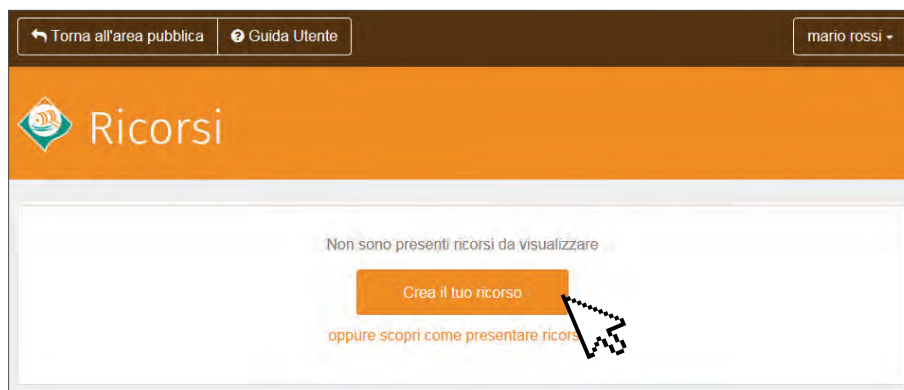 Torna all'area pubblica Guida Utente mario rossi
Ricorsi
Non sono presenti ricorsi da visualizzare
Crea il tuo ricorso
oppure scopri come presentare ricors